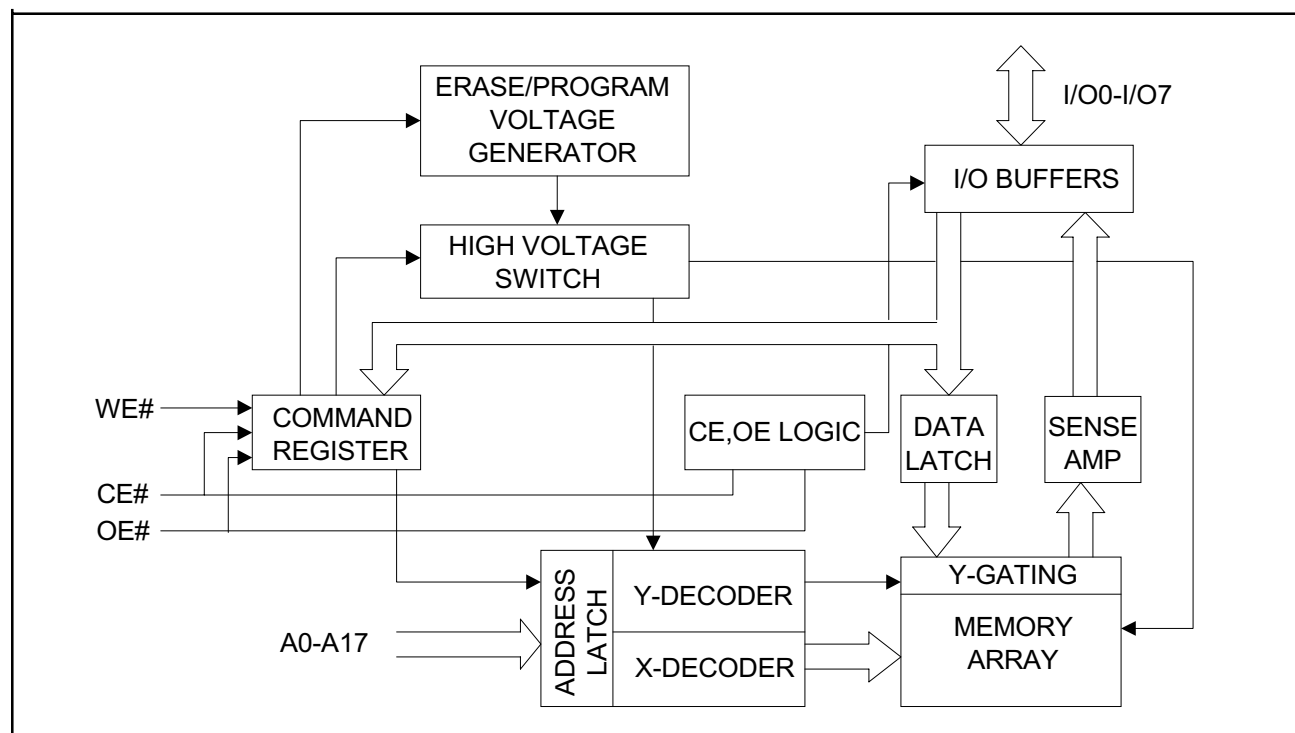 ERASE/PROGRAM
VOLTAGE
GENERATOR
I/O0-I/O7
I/O BUFFERS
HIGH VOLTAGE
SWITCH
WE#
COMMAND
REGISTER
CE,OE LOGIC
DATA
LATCH
SENSE
AMP
CE#
OE#
ADDRESS
LATCH
Y-DECODER
Y-GATING
A0-A17
X-DECODER
MEMORY
ARRAY